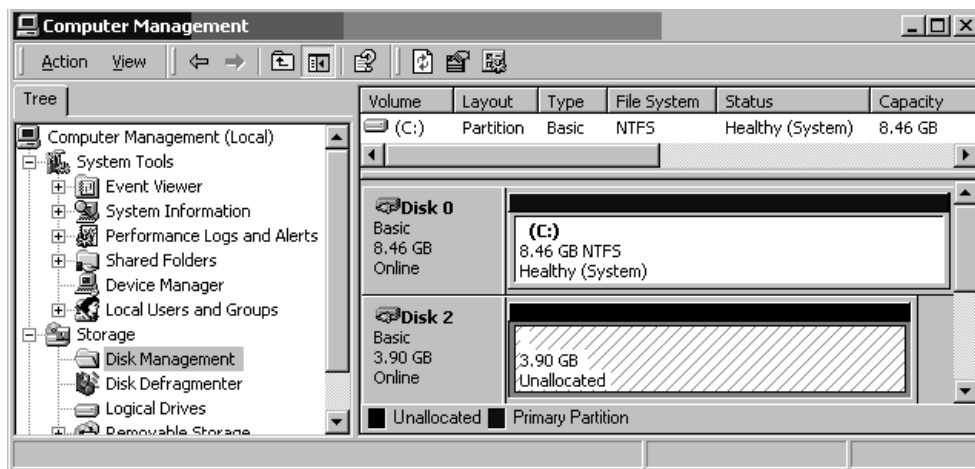 Computer Management
Action View
Tree
Computer Management (Local)
System Tools
Event Viewer
System Information
Performance Logs and Alerts
Shared Folders
Device Manager
Local Users and Groups
Storage
Disk Management
Disk Defragmenter
Logical Drives
Removable Storage
Volume Layout Type File System Status Capacity
(C:) Partition Basic NTFS Healthy (System) 8.46 GB
Disk 0
Basic
8.46 GB
Online
(C:)
8.46 GB NTFS
Healthy (System)
Disk 2
Basic
3.90 GB
Online
3.90 GB
Unallocated
Unallocated Primary Partition